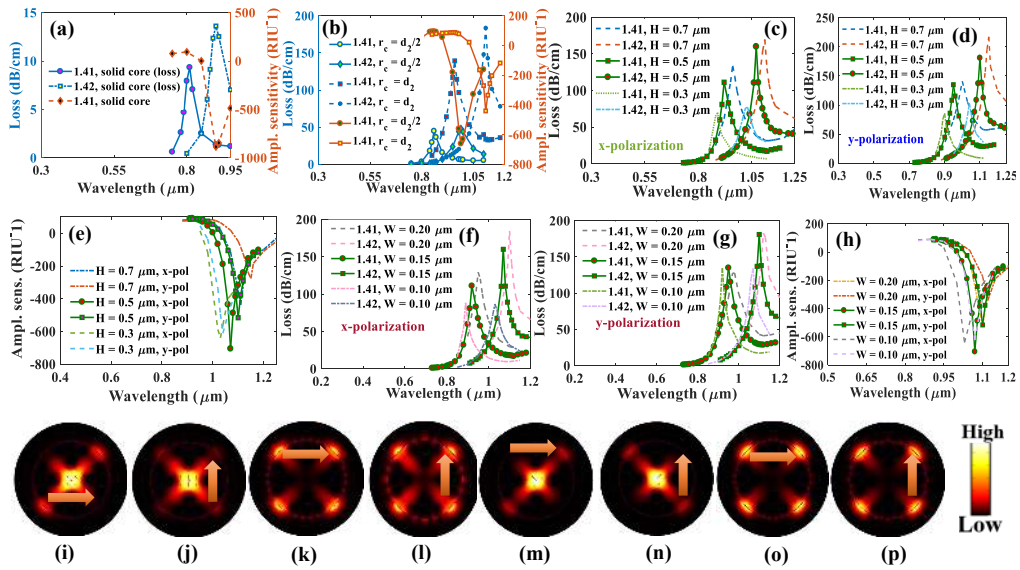 (a)
Loss (dB/cm)
15
10
5
0
500
0
-500
-1000
Ampl. sensitivity (RIU⁻¹)
1.41, solid core (loss)
1.42, solid core (loss)
1.41, solid core
0.3 0.55 0.8 0.95
Wavelength (μm)
(b)
Loss (dB/cm)
200
150
100
50
0
200
0
-200
-400
-600
-800
Ampl. sensitivity (RIU⁻¹)
1.41, r_c = d_2/2
1.42, r_c = d_2/2
1.41, r_c = d_2
1.42, r_c = d_2
1.41, r_c = d_2/2
1.41, r_c = d_2
0.3 0.6 0.9 1.2
Wavelength (μm)
(c)
Loss (dB/cm)
200
150
100
50
0
1.41, H = 0.7 μm
1.42, H = 0.7 μm
1.41, H = 0.5 μm
1.42, H = 0.5 μm
1.41, H = 0.3 μm
1.42, H = 0.3 μm
x-polarization
0.3 0.55 0.8 1.05 1.25
Wavelength (μm)
(d)
Loss (dB/cm)
250
200
150
100
50
0
1.41, H = 0.7 μm
1.42, H = 0.7 μm
1.41, H = 0.5 μm
1.42, H = 0.5 μm
1.41, H = 0.3 μm
1.42, H = 0.3 μm
y-polarization
0.3 0.55 0.8 1.05 1.25
Wavelength (μm)
(e)
Ampl. sens. (RIU⁻¹)
0
-200
-400
-600
-800
H = 0.7 μm, x-pol
H = 0.7 μm, y-pol
H = 0.5 μm, x-pol
H = 0.5 μm, y-pol
H = 0.3 μm, x-pol
H = 0.3 μm, y-pol
0.4 0.6 0.8 1 1.2
Wavelength (μm)
(f)
Loss (dB/cm)
200
150
100
50
0
1.41, W = 0.20 μm
1.42, W = 0.20 μm
1.41, W = 0.15 μm
1.42, W = 0.15 μm
1.41, W = 0.10 μm
1.42, W = 0.10 μm
x-polarization
0.4 0.6 0.8 1 1.2
Wavelength (μm)
(g)
Loss (dB/cm)
200
150
100
50
0
1.41, W = 0.20 μm
1.42, W = 0.20 μm
1.41, W = 0.15 μm
1.42, W = 0.15 μm
1.41, W = 0.10 μm
1.42, W = 0.10 μm
y-polarization
0.4 0.6 0.8 1 1.2
Wavelength (μm)
(h)
Ampl. sens. (RIU⁻¹)
200
0
-200
-400
-600
-800
W = 0.20 μm, x-pol
W = 0.20 μm, y-pol
W = 0.15 μm, x-pol
W = 0.15 μm, y-pol
W = 0.10 μm, x-pol
W = 0.10 μm, y-pol
0.5 0.65 0.8 0.95 1.1 1.2
Wavelength (μm)
High
Low
(i) (j) (k) (l) (m) (n) (o) (p)